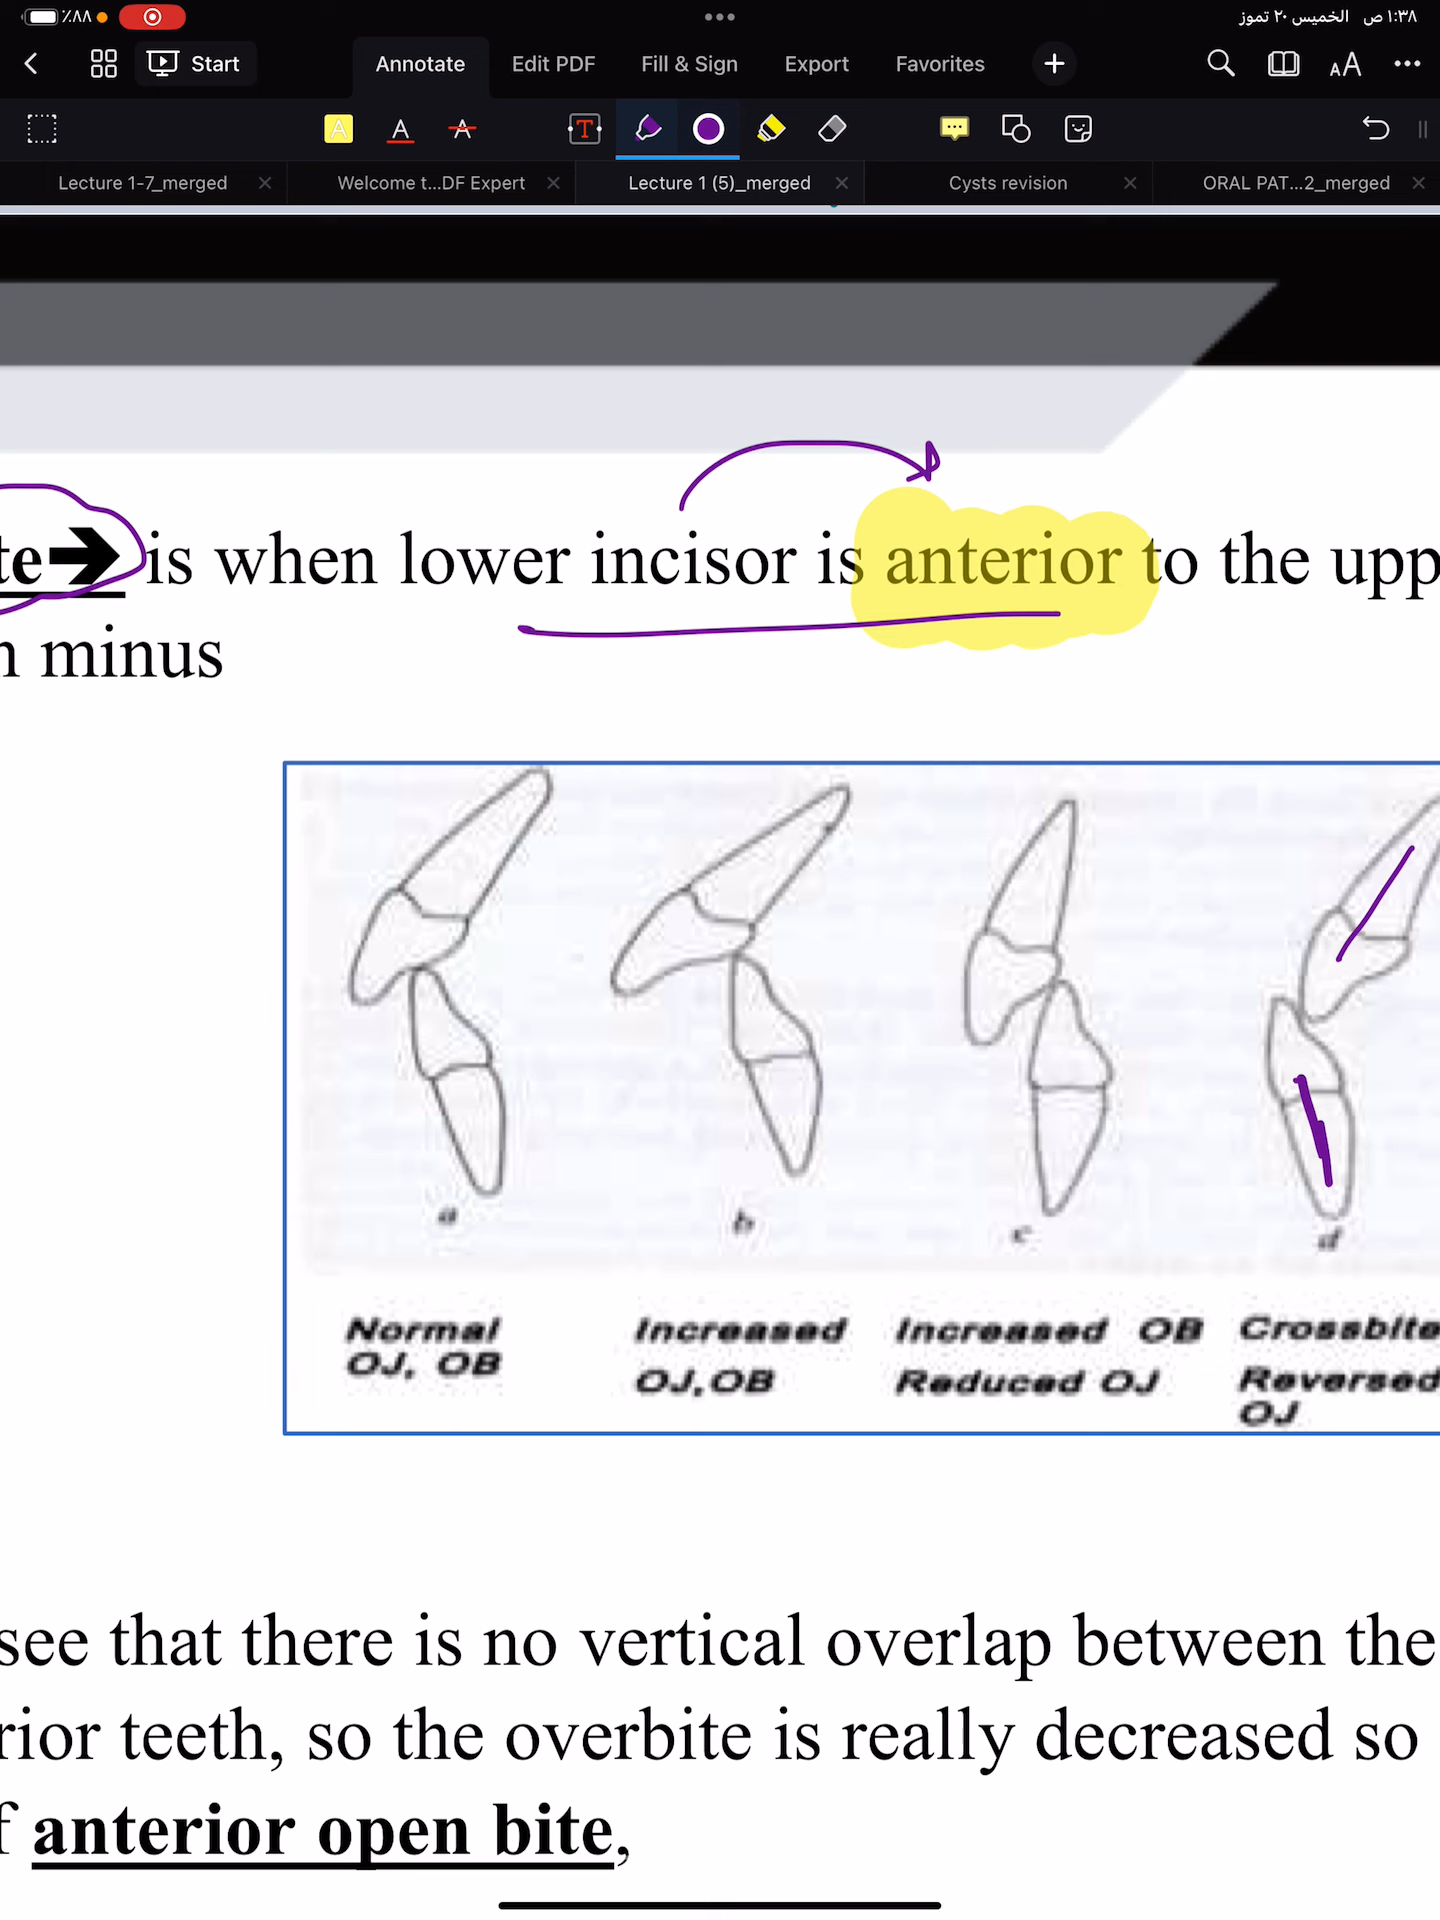 ٪٨٨
١:٣٨ ص الخميس ٢٠ تموز
Start
Annotate
Edit PDF
Fill & Sign
Export
Favorites
AA
A A A T
Lecture 1-7_merged
Welcome t...DF Expert
Lecture 1 (5)_merged
Cysts revision
ORAL PAT...2_merged
te→ is when lower incisor is anterior to the upp
n minus
a b c d
Normal Increased Increased OB Crossbite
OJ, OB OJ,OB Reduced OJ Reversed
OJ
see that there is no vertical overlap between the
rior teeth, so the overbite is really decreased so
f anterior open bite,